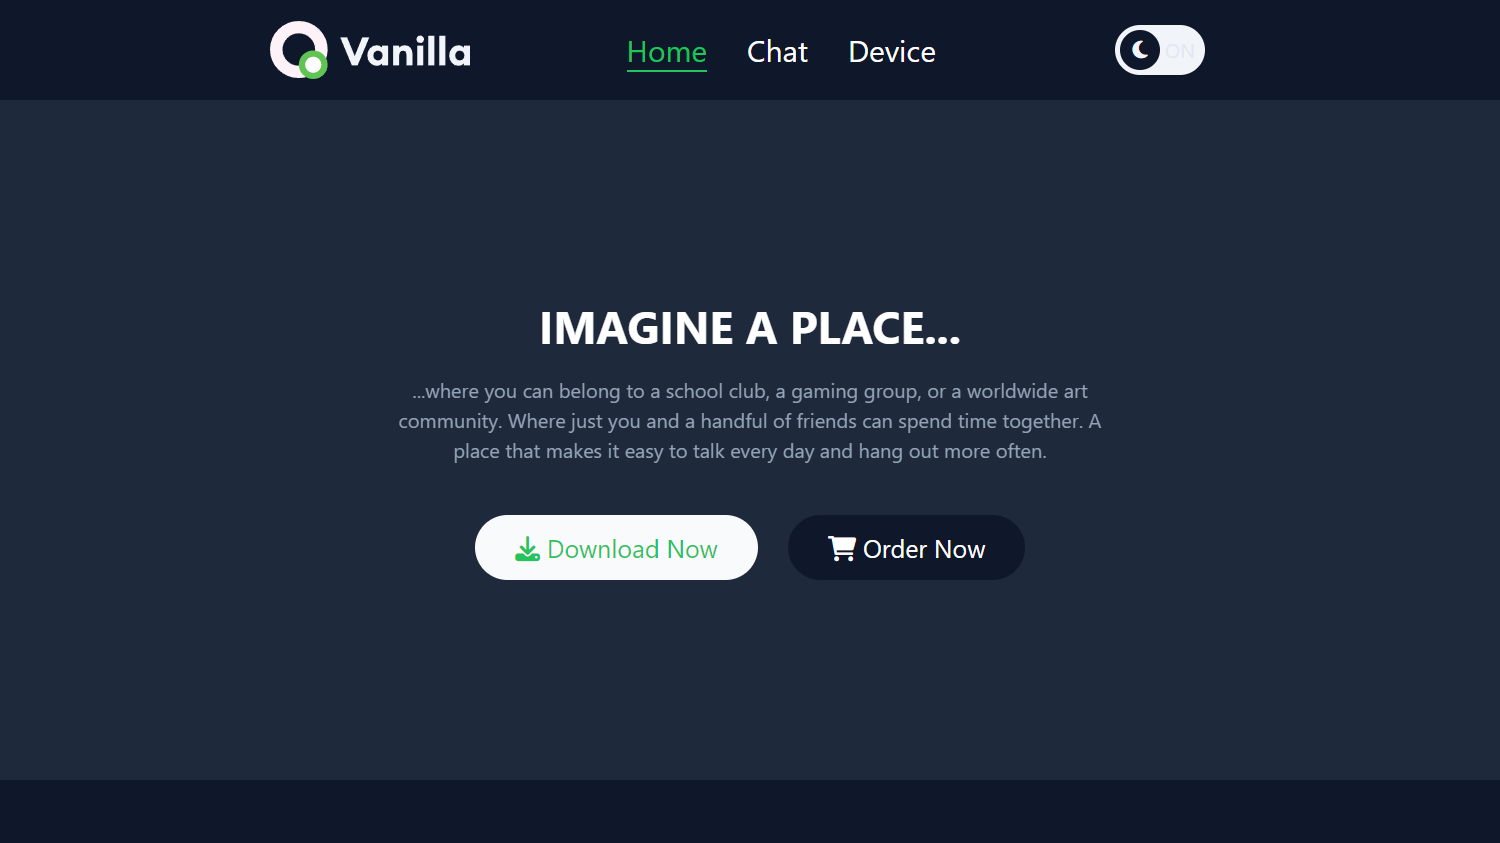 Vanilla
Home Chat Device
ON
IMAGINE A PLACE...
...where you can belong to a school club, a gaming group, or a worldwide art
community. Where just you and a handful of friends can spend time together. A
place that makes it easy to talk every day and hang out more often.
Download Now
Order Now